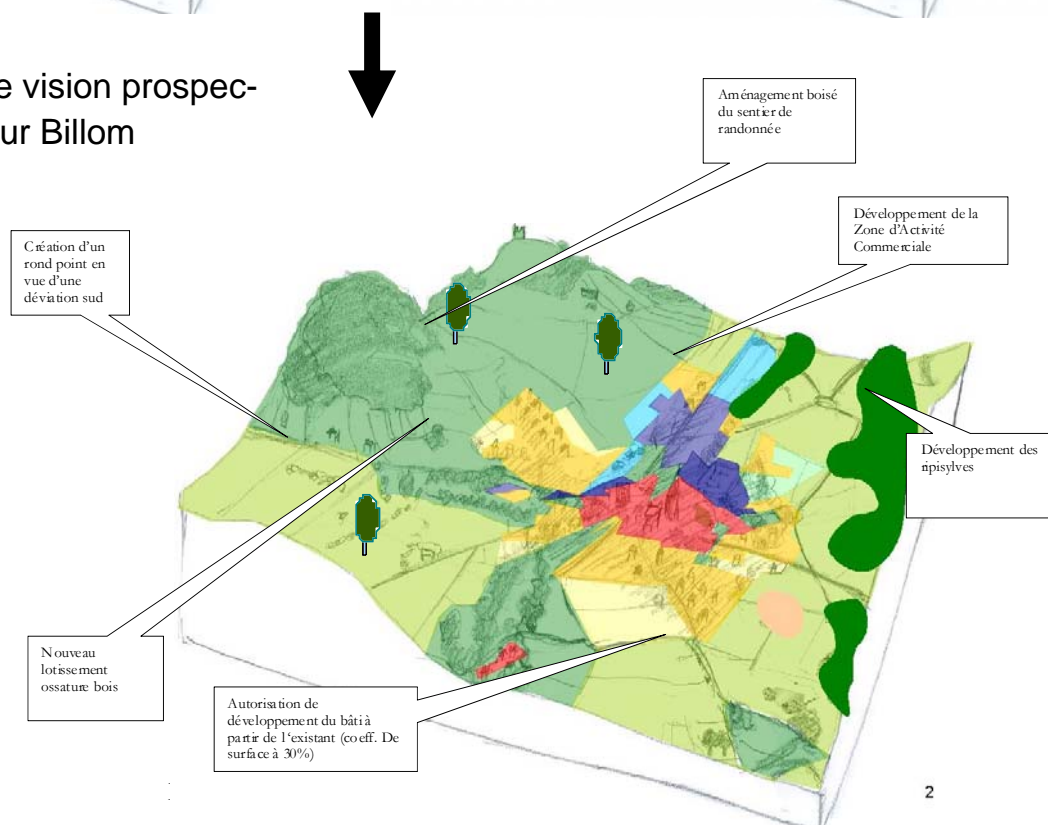 e vision prospec-
ur Billom
Aménagement boisé
du sentier de
randonnée
Développement de la
Zone d'Activité
Commerciale
Création d'un
rond point en
vue d'une
déviation sud
Développement des
ripisylves
Nouveau
lotissement
ossature bois
Autorisation de
développement du bâti à
partir de l'existant (coeff. De
surface à 30%)
2